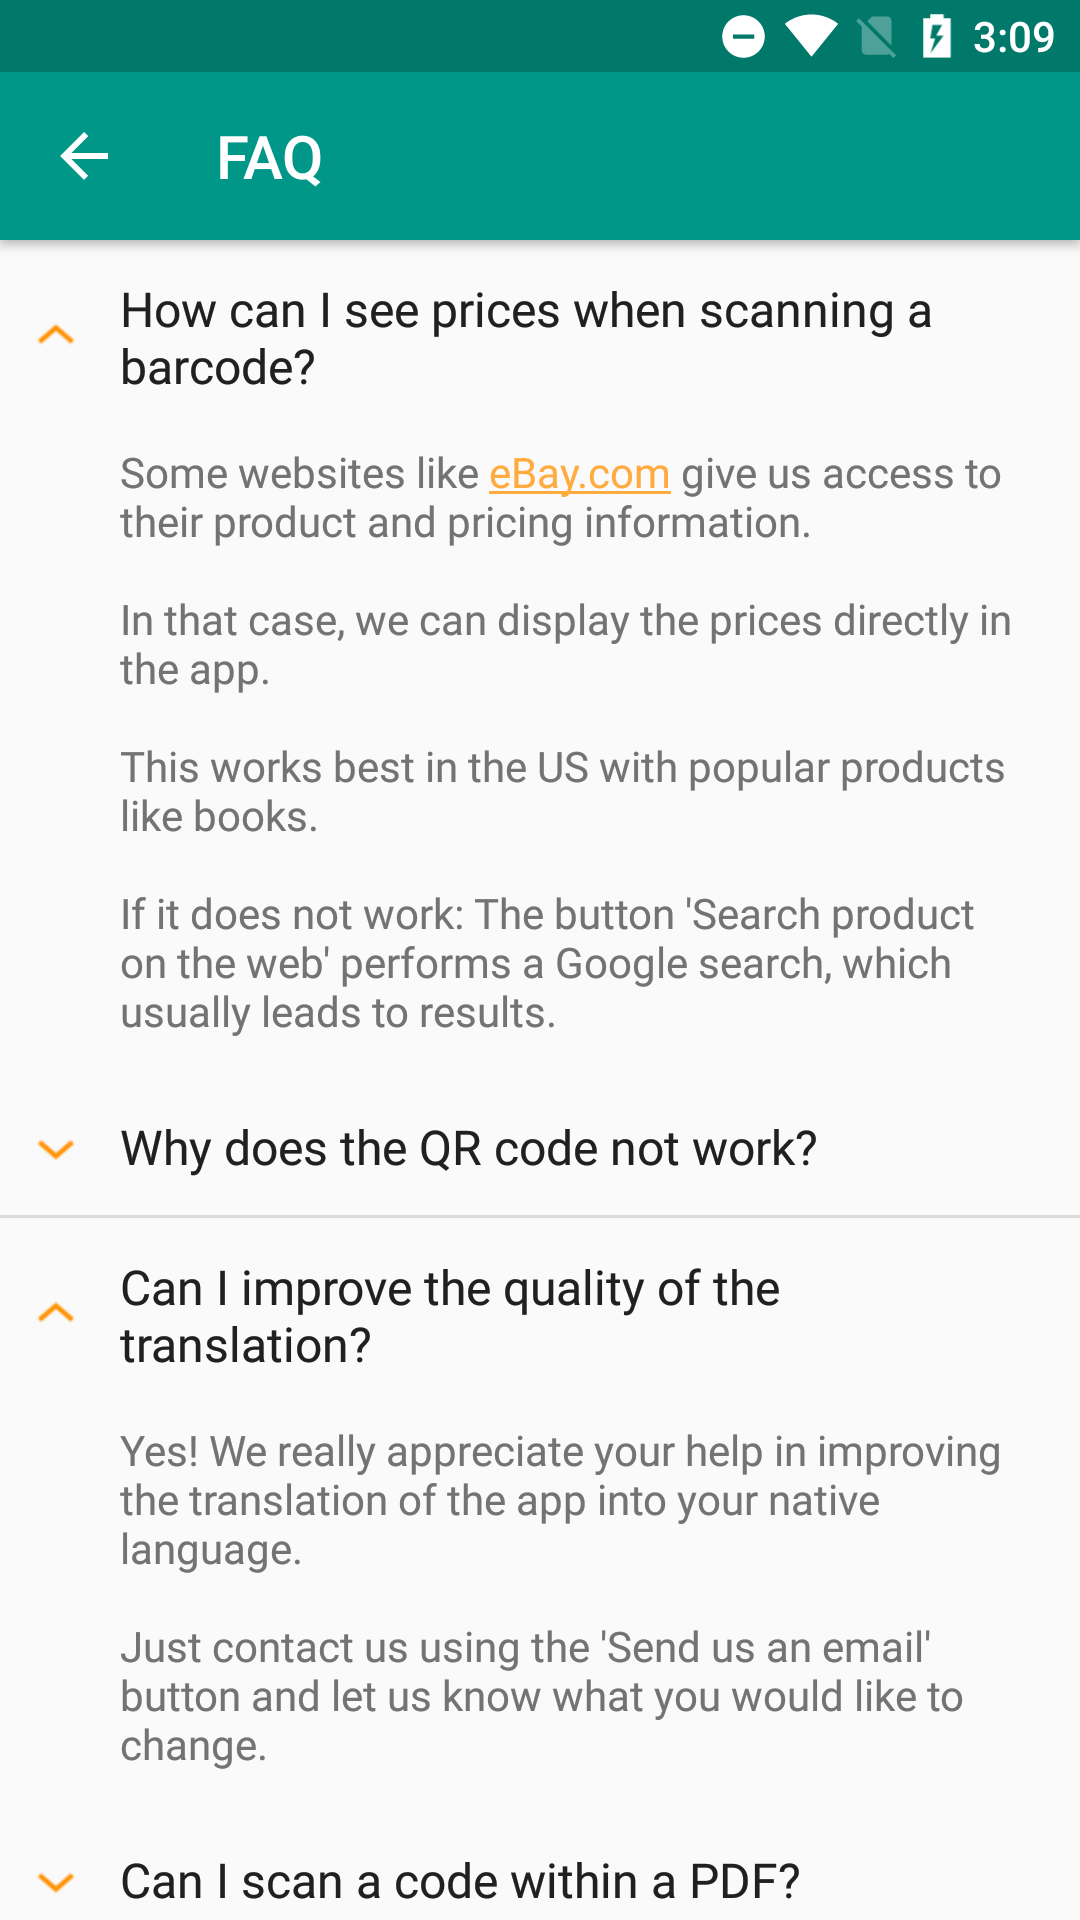 3:09
FAQ
How can I see prices when scanning a
barcode?
Some websites like eBay.com give us access to
their product and pricing information.
In that case, we can display the prices directly in
the app.
This works best in the US with popular products
like books.
If it does not work: The button 'Search product
on the web' performs a Google search, which
usually leads to results.
Why does the QR code not work?
Can I improve the quality of the
translation?
Yes! We really appreciate your help in improving
the translation of the app into your native
language.
Just contact us using the 'Send us an email'
button and let us know what you would like to
change.
Can I scan a code within a PDF?